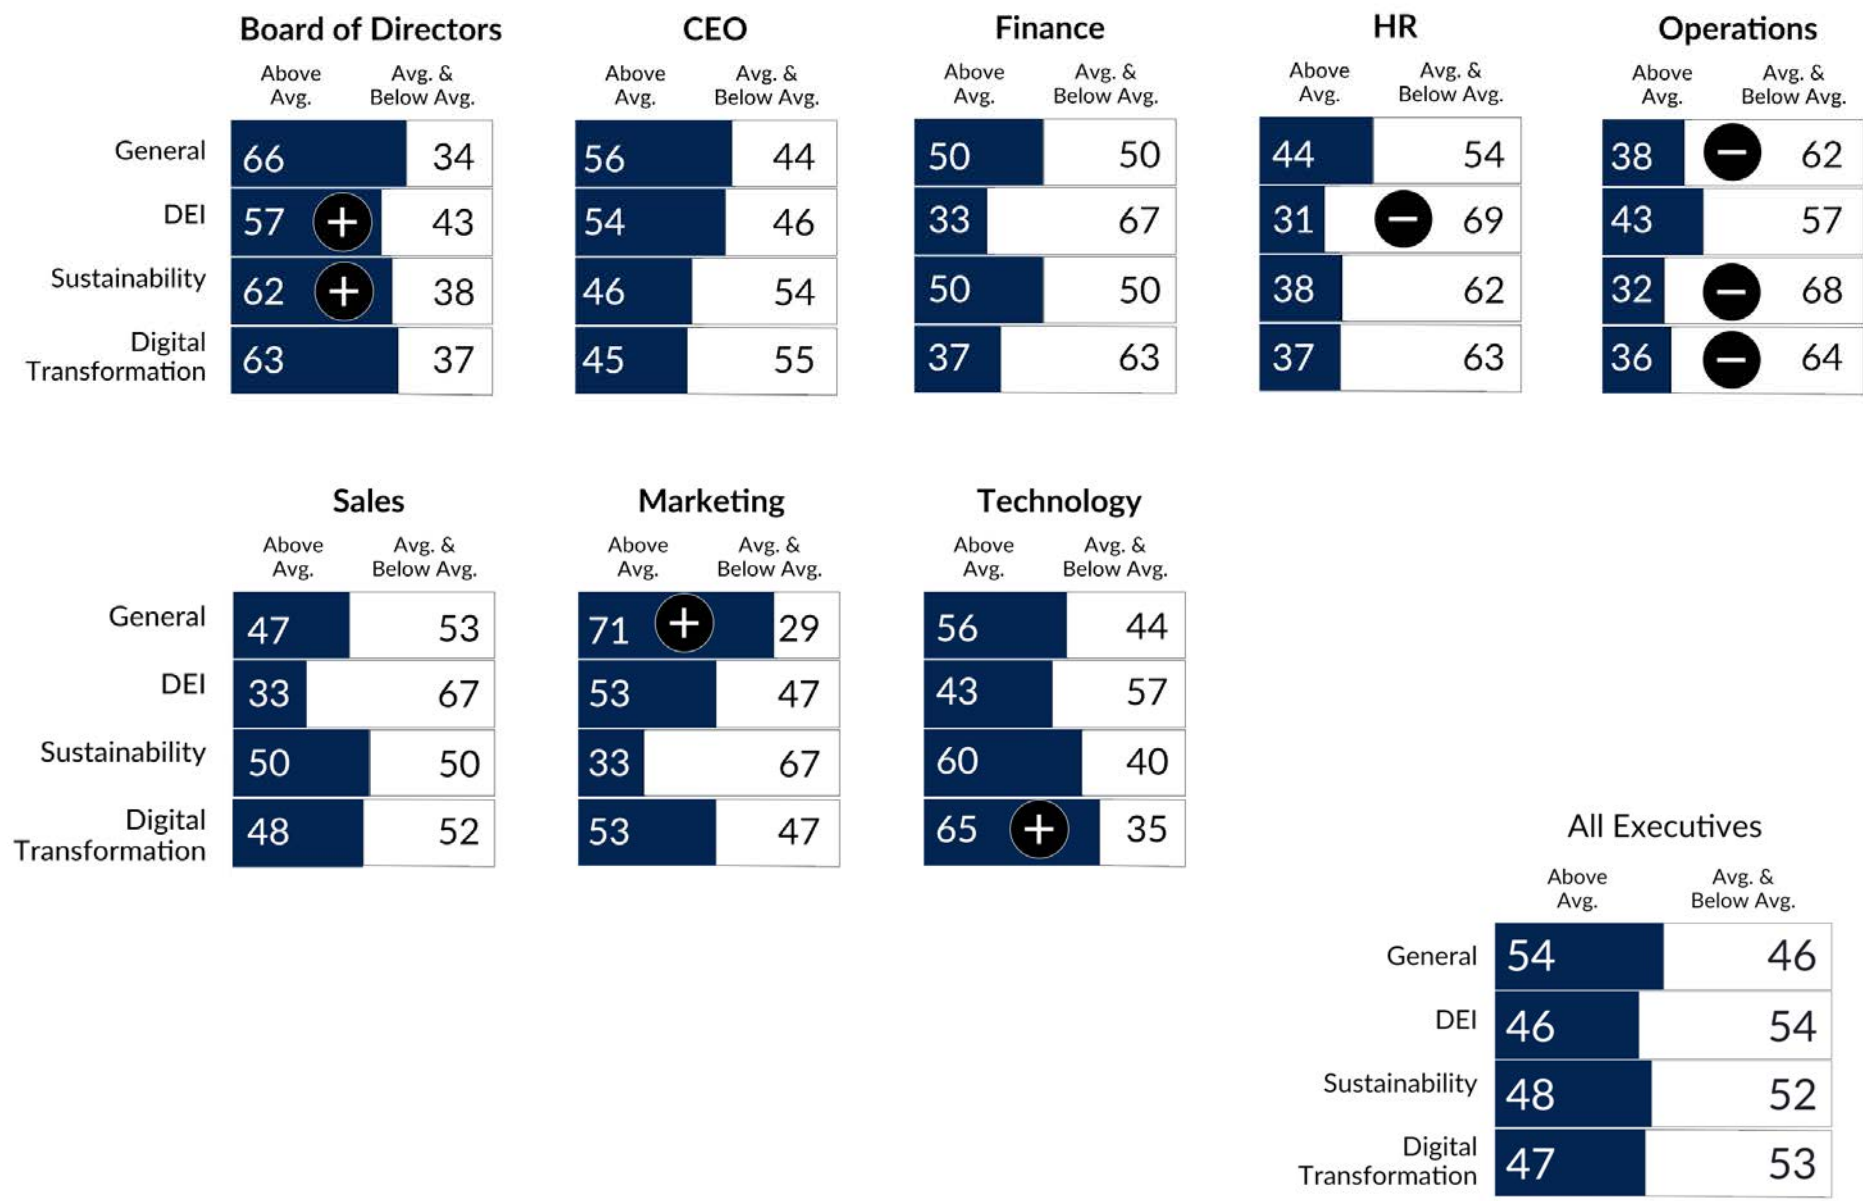 Board of Directors CEO Finance HR Operations
Above Avg. & Above Avg. & Above Avg. & Above Avg. & Above Avg. &
Avg. Below Avg. Avg. Below Avg. Avg. Below Avg. Avg. Below Avg. Avg. Below Avg.
General 66 34 56 44 50 50 44 54 38 − 62
DEI 57 + 43 54 46 33 67 31 − 69 43 57
Sustainability 62 + 38 46 54 50 50 38 62 32 − 68
Digital
Transformation 63 37 45 55 37 63 37 63 36 − 64
Sales Marketing Technology
Above Avg. & Above Avg. & Above Avg. &
Avg. Below Avg. Avg. Below Avg. Avg. Below Avg.
General 47 53 71 + 29 56 44
DEI 33 67 53 47 43 57
Sustainability 50 50 33 67 60 40
Digital
Transformation 48 52 53 47 65 + 35
All Executives
Above Avg. &
Avg. Below Avg.
General 54 46
DEI 46 54
Sustainability 48 52
Digital
Transformation 47 53